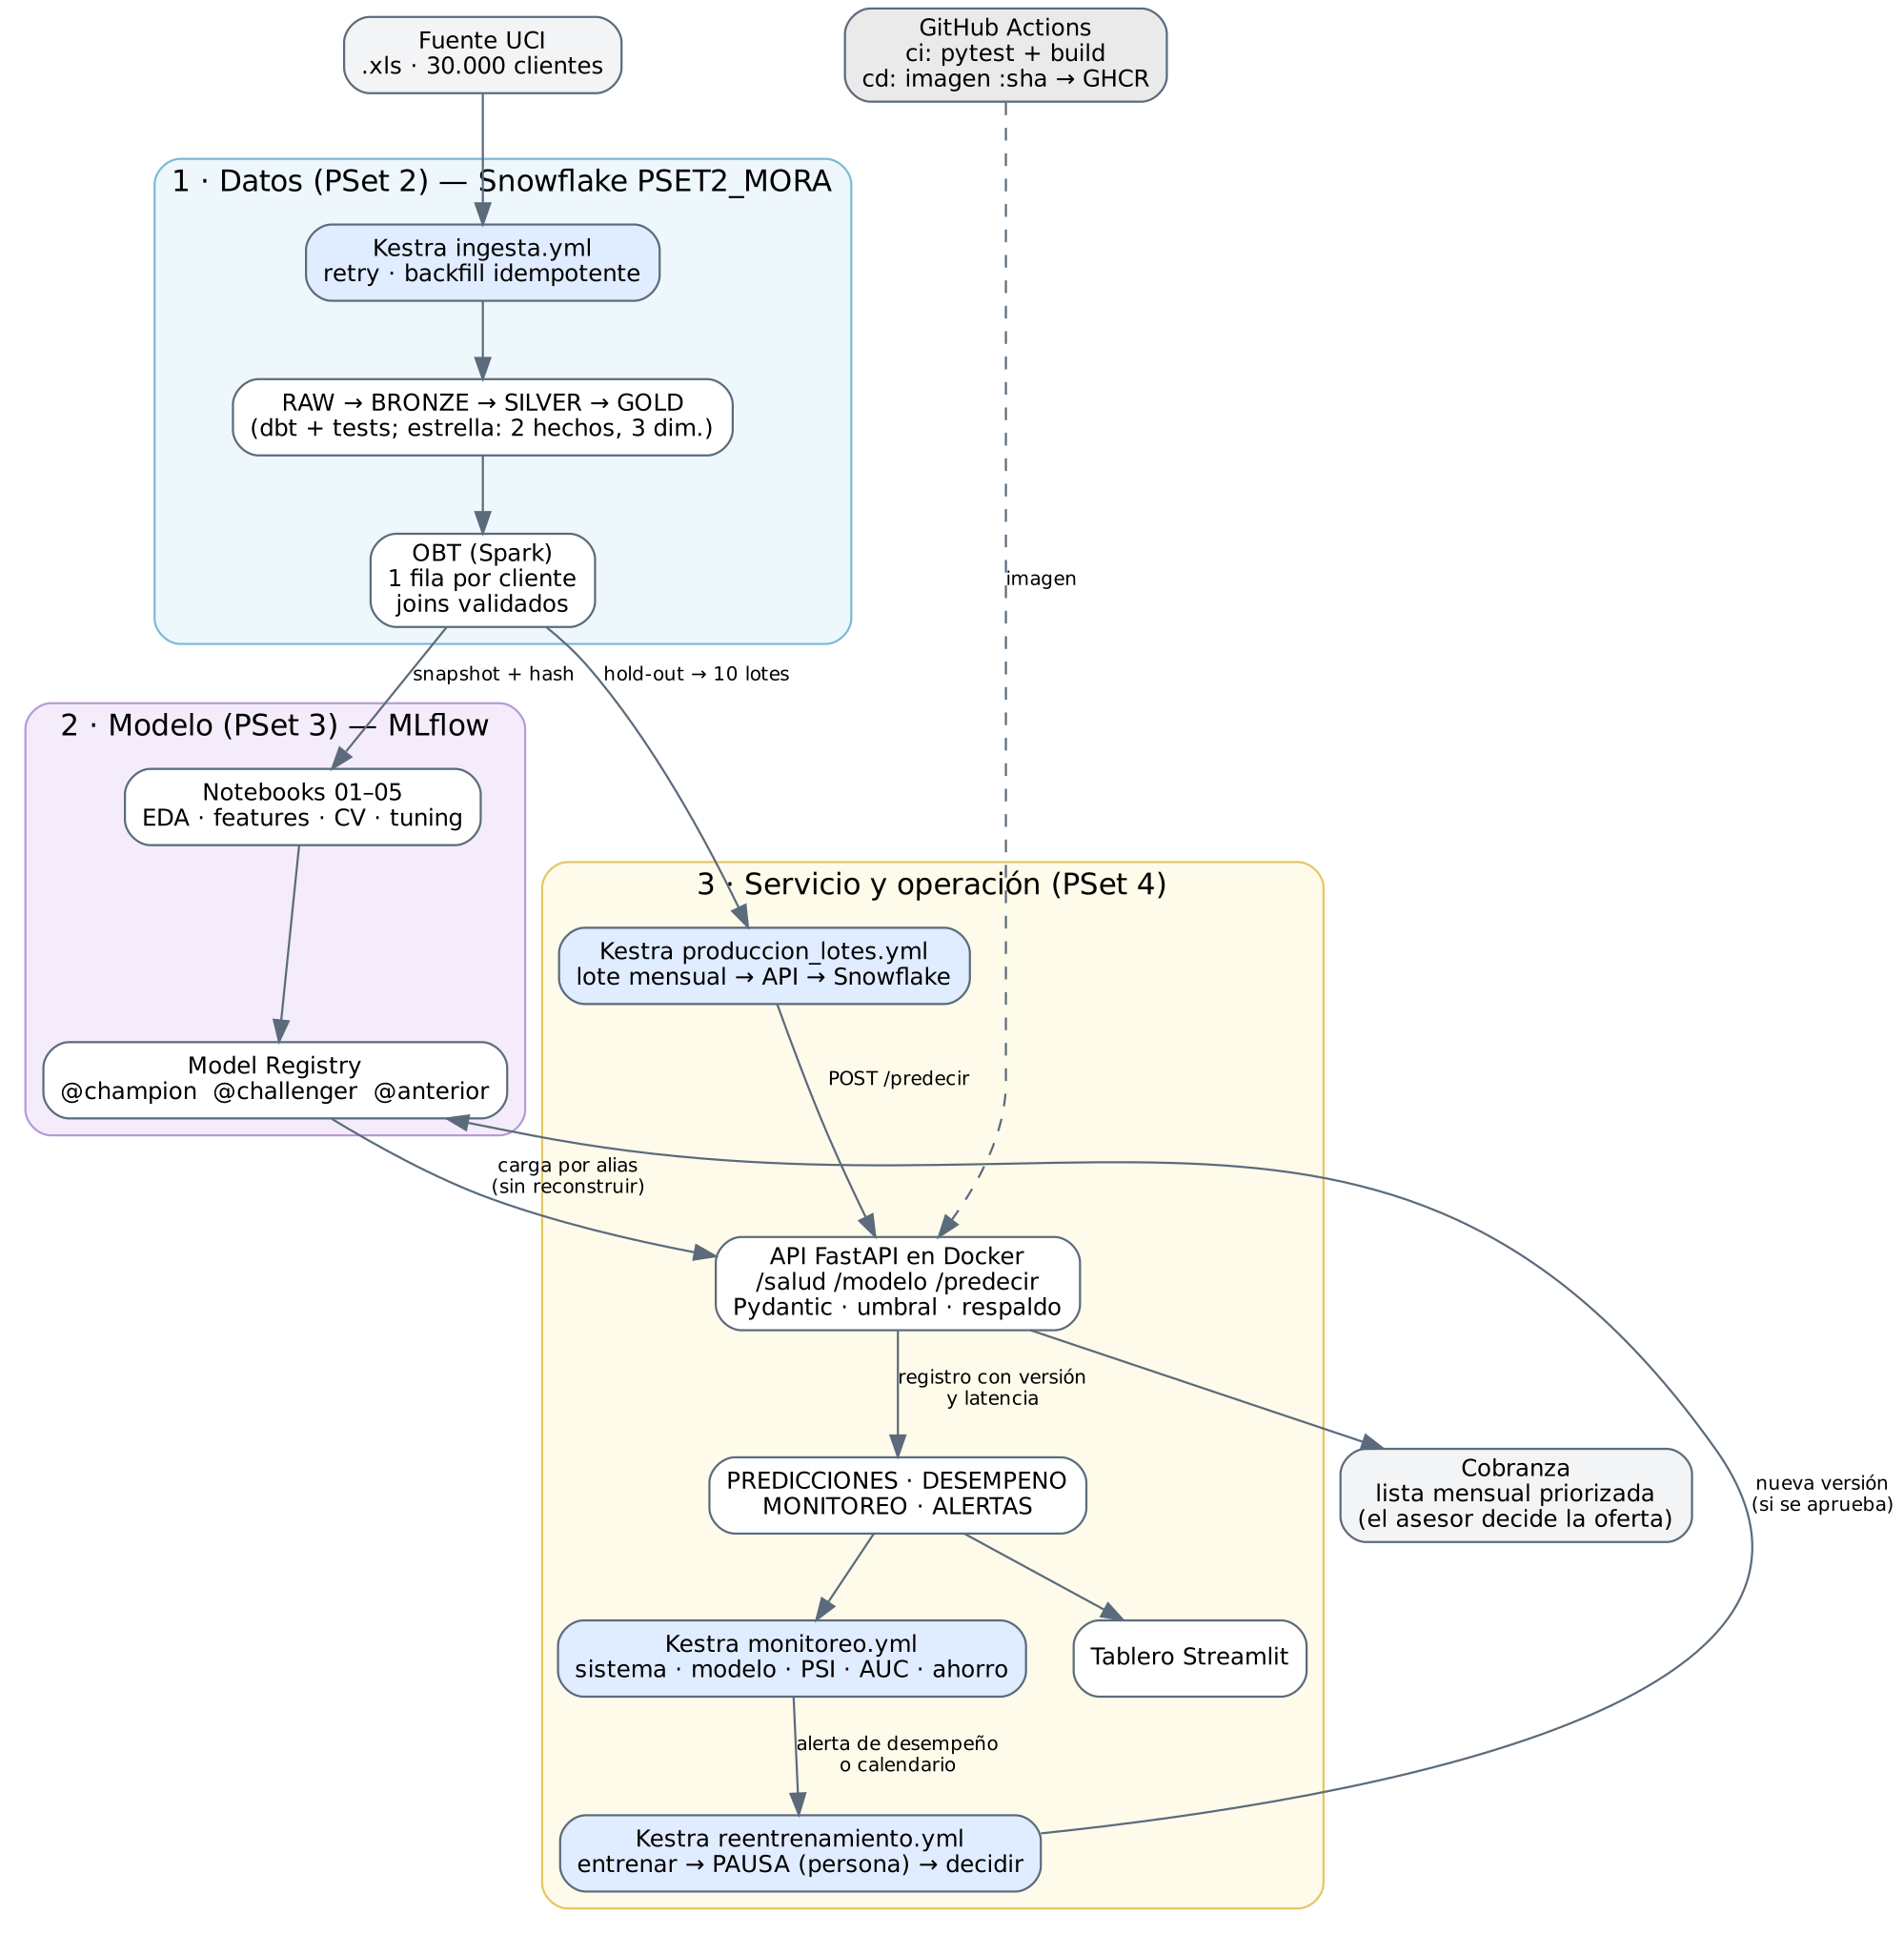 Fuente UCI
.xls · 30.000 clientes
GitHub Actions
ci: pytest + build
cd: imagen :sha → GHCR
1 · Datos (PSet 2) — Snowflake PSET2_MORA
Kestra ingesta.yml
retry · backfill idempotente
RAW → BRONZE → SILVER → GOLD
(dbt + tests; estrella: 2 hechos, 3 dim.)
OBT (Spark)
1 fila por cliente
joins validados
imagen
snapshot + hash
hold-out → 10 lotes
2 · Modelo (PSet 3) — MLflow
Notebooks 01–05
EDA · features · CV · tuning
Model Registry
@champion  @challenger  @anterior
3 · Servicio y operación (PSet 4)
Kestra produccion_lotes.yml
lote mensual → API → Snowflake
POST /predecir
carga por alias
(sin reconstruir)
API FastAPI en Docker
/salud /modelo /predecir
Pydantic · umbral · respaldo
registro con versión
y latencia
PREDICCIONES · DESEMPENO
MONITOREO · ALERTAS
Cobranza
lista mensual priorizada
(el asesor decide la oferta)
nueva versión
(si se aprueba)
Kestra monitoreo.yml
sistema · modelo · PSI · AUC · ahorro
Tablero Streamlit
alerta de desempeño
o calendario
Kestra reentrenamiento.yml
entrenar → PAUSA (persona) → decidir